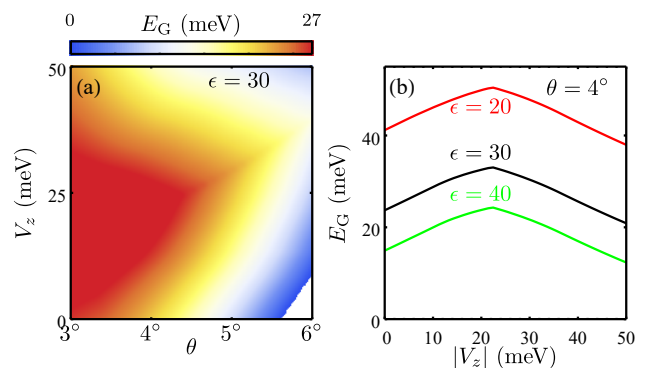 0 E_G (meV) 27
(a) ϵ = 30
50
25
0
V_z (meV)
3° 4° 5° 6°
θ
(b) θ = 4°
ϵ = 20
ϵ = 30
ϵ = 40
40
20
0
E_G (meV)
0 10 20 30 40 50
|V_z| (meV)